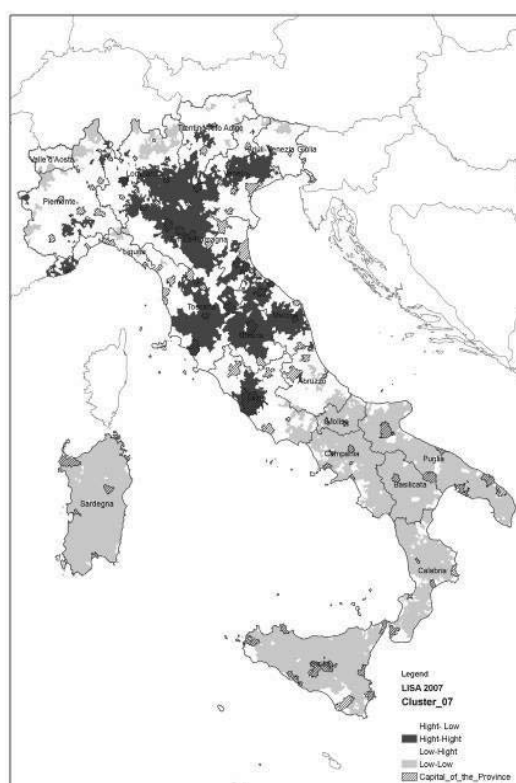 Trentino-Alto Adige
Friuli-Venezia Giulia
Valle d'Aosta
Piemonte
Liguria
Toscana
Abruzzo
Molise
Campania
Puglia
Basilicata
Sardegna
Calabria
Legend
LISA 2007
Cluster_07
Hight- Low
Hight-Hight
Low-Hight
Low-Low
Capital_of_the_Province